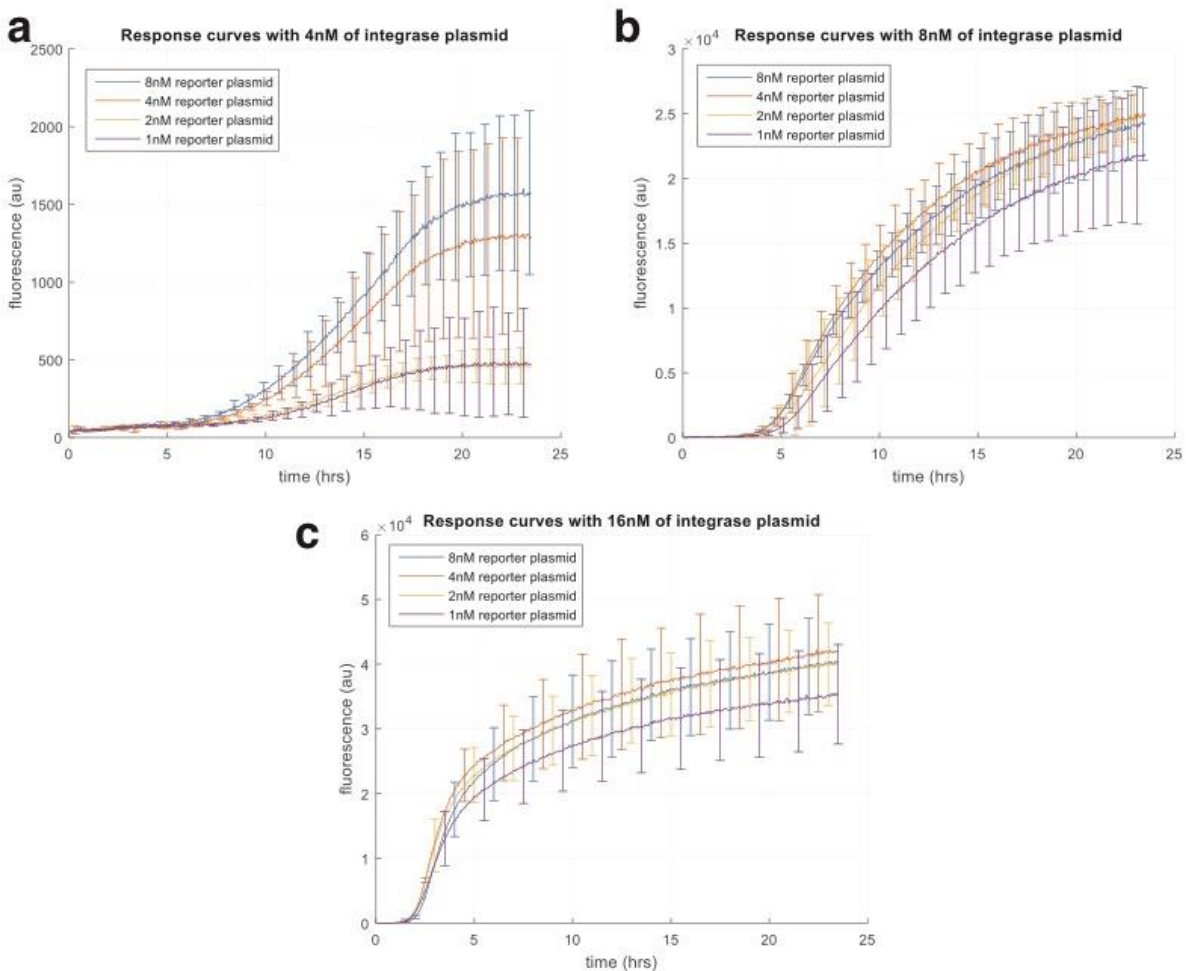 a
Response curves with 4nM of integrase plasmid
2500
2000
1500
1000
500
0
8nM reporter plasmid
4nM reporter plasmid
2nM reporter plasmid
1nM reporter plasmid
fluorescence (au)
0 5 10 15 20 25
time (hrs)
b
×10⁴ Response curves with 8nM of integrase plasmid
3
2.5
2
1.5
1
0.5
0
8nM reporter plasmid
4nM reporter plasmid
2nM reporter plasmid
1nM reporter plasmid
fluorescence (au)
0 5 10 15 20 25
time (hrs)
c
×10⁴ Response curves with 16nM of integrase plasmid
6
5
4
3
2
1
0
8nM reporter plasmid
4nM reporter plasmid
2nM reporter plasmid
1nM reporter plasmid
fluorescence (au)
0 5 10 15 20 25
time (hrs)